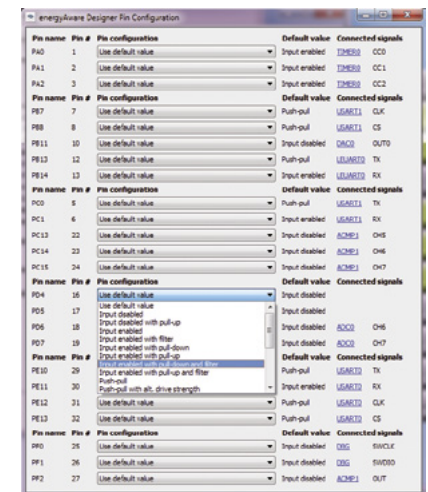 energyAware Designer Pin Configuration
Pin name Pin # Pin configuration Default value Connected signals
PA0 1 Use default value Input enabled TIMER0 CC0
PA1 2 Use default value Input enabled TIMER0 CC1
PA2 3 Use default value Input enabled TIMER0 CC2
Pin name Pin # Pin configuration Default value Connected signals
PB7 7 Use default value Push-pull USART1 CLK
PB8 8 Use default value Push-pull USART1 CS
PB11 10 Use default value Input disabled DAC0 OUT0
PB13 12 Use default value Push-pull LEUART0 TX
PB14 13 Use default value Input enabled LEUART0 RX
Pin name Pin # Pin configuration Default value Connected signals
PC0 5 Use default value Push-pull USART1 TX
PC1 6 Use default value Input enabled USART1 RX
PC13 22 Use default value Input disabled ACMP1 CH5
PC14 23 Use default value Input disabled ACMP1 CH6
PC15 24 Use default value Input disabled ACMP1 CH7
Pin name Pin # Pin configuration Default value Connected signals
PD4 16 Use default value Input disabled
PD5 17 Input disabled
PD6 18 Input disabled ADC0 CH6
PD7 19 Input disabled ADC0 CH7
Use default value
Input disabled
Input disabled with pull-up
Input enabled
Input enabled with filter
Input enabled with pull-down
Input enabled with pull-up
Input enabled with pull-down and filter
Input enabled with pull-up and filter
Push-pull
Push-pull with alt. drive strength
Pin name Pin # Default value Connected signals
PE10 29 Push-pull USART0 TX
PE11 30 Input enabled USART0 RX
PE12 31 Use default value Push-pull USART0 CLK
PE13 32 Use default value Push-pull USART0 CS
Pin name Pin # Pin configuration Default value Connected signals
PF0 25 Use default value Input disabled DBG SWCLK
PF1 26 Use default value Input disabled DBG SWDIO
PF2 27 Use default value Input disabled ACMP1 OUT